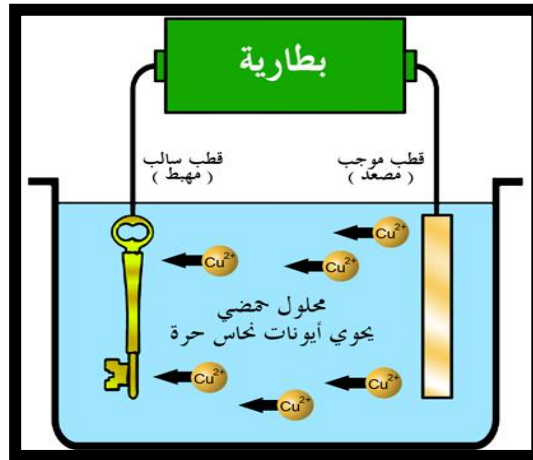 بطارية
قطب موجب
( مصعد )
قطب سالب
( مهبط )
Cu2+
Cu2+
Cu2+
محلول حمضي
يحوي أيونات نحاس حرة
Cu2+
Cu2+
Cu2+